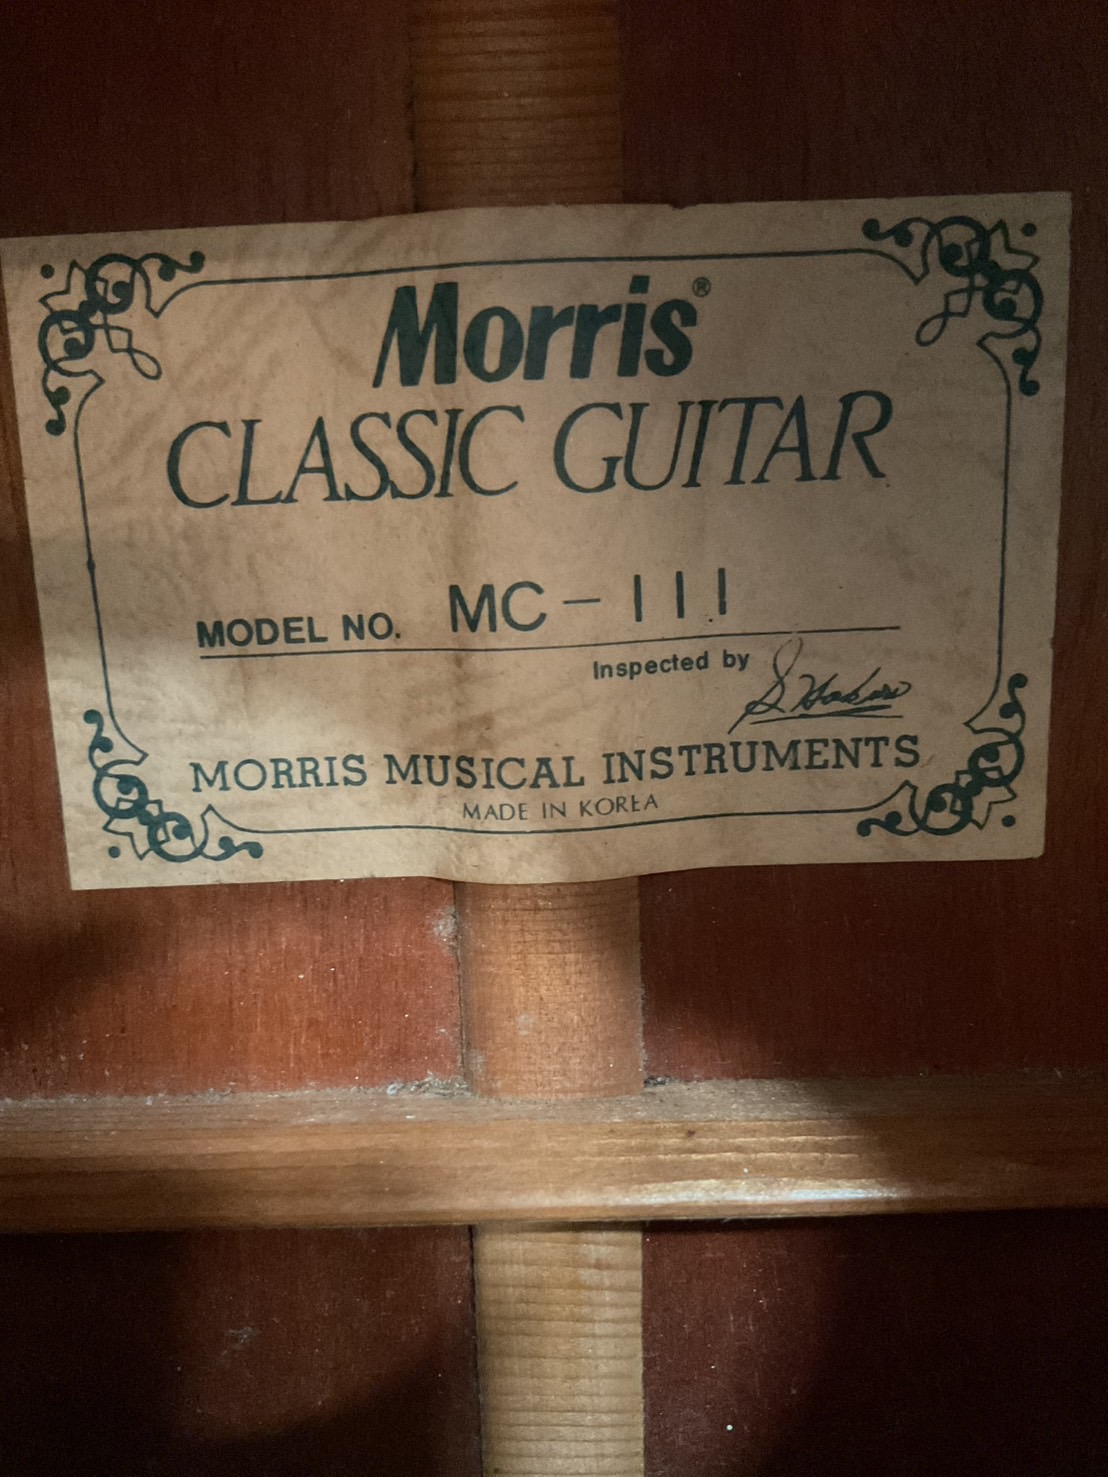 Morris®
CLASSIC GUITAR
MODEL NO. MC-111
Inspected by
MORRIS MUSICAL INSTRUMENTS
MADE IN KOREA